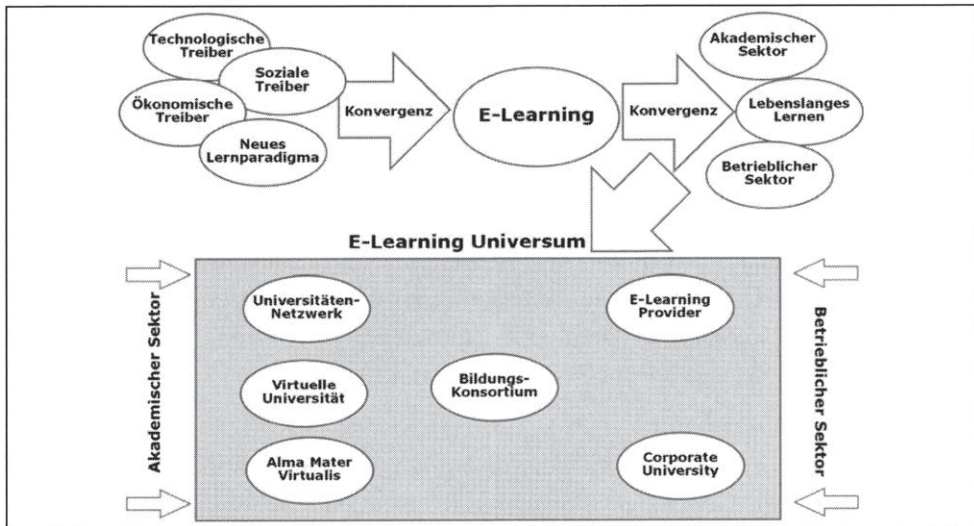 Technologische
Treiber
Soziale
Treiber
Ökonomische
Treiber
Neues
Lernparadigma
Konvergenz
E-Learning
Konvergenz
Akademischer
Sektor
Lebenslanges
Lernen
Betrieblicher
Sektor
E-Learning Universum
Akademischer Sektor
Universitäten-
Netzwerk
Virtuelle
Universität
Alma Mater
Virtualis
Bildungs-
Konsortium
E-Learning
Provider
Corporate
University
Betrieblicher Sektor